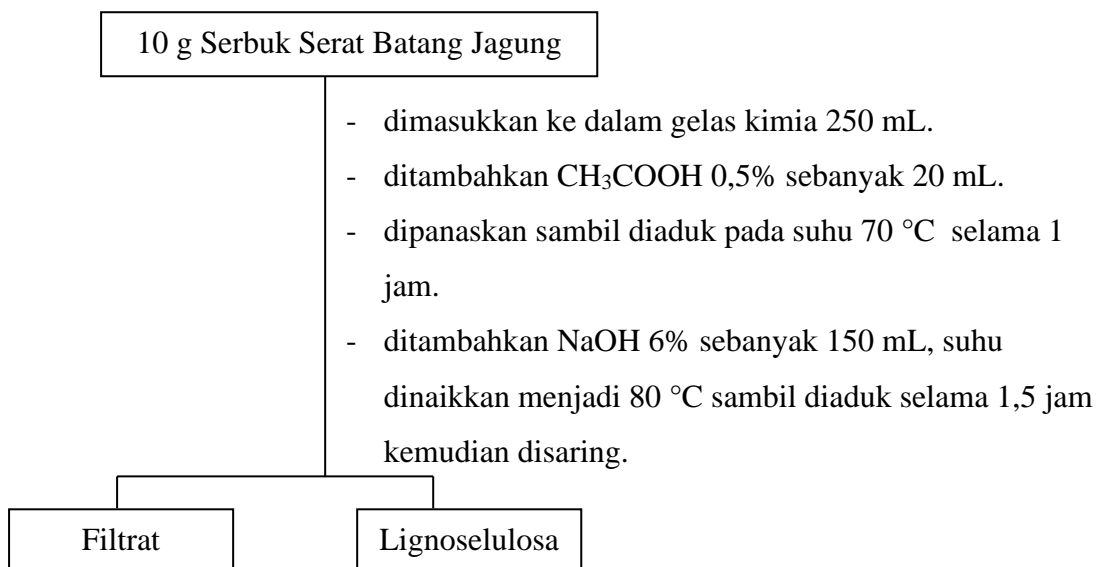 10 g Serbuk Serat Batang Jagung
- dimasukkan ke dalam gelas kimia 250 mL.
- ditambahkan CH₃COOH 0,5% sebanyak 20 mL.
- dipanaskan sambil diaduk pada suhu 70 °C selama 1
jam.
- ditambahkan NaOH 6% sebanyak 150 mL, suhu
dinaikkan menjadi 80 °C sambil diaduk selama 1,5 jam
kemudian disaring.
Filtrat
Lignoselulosa